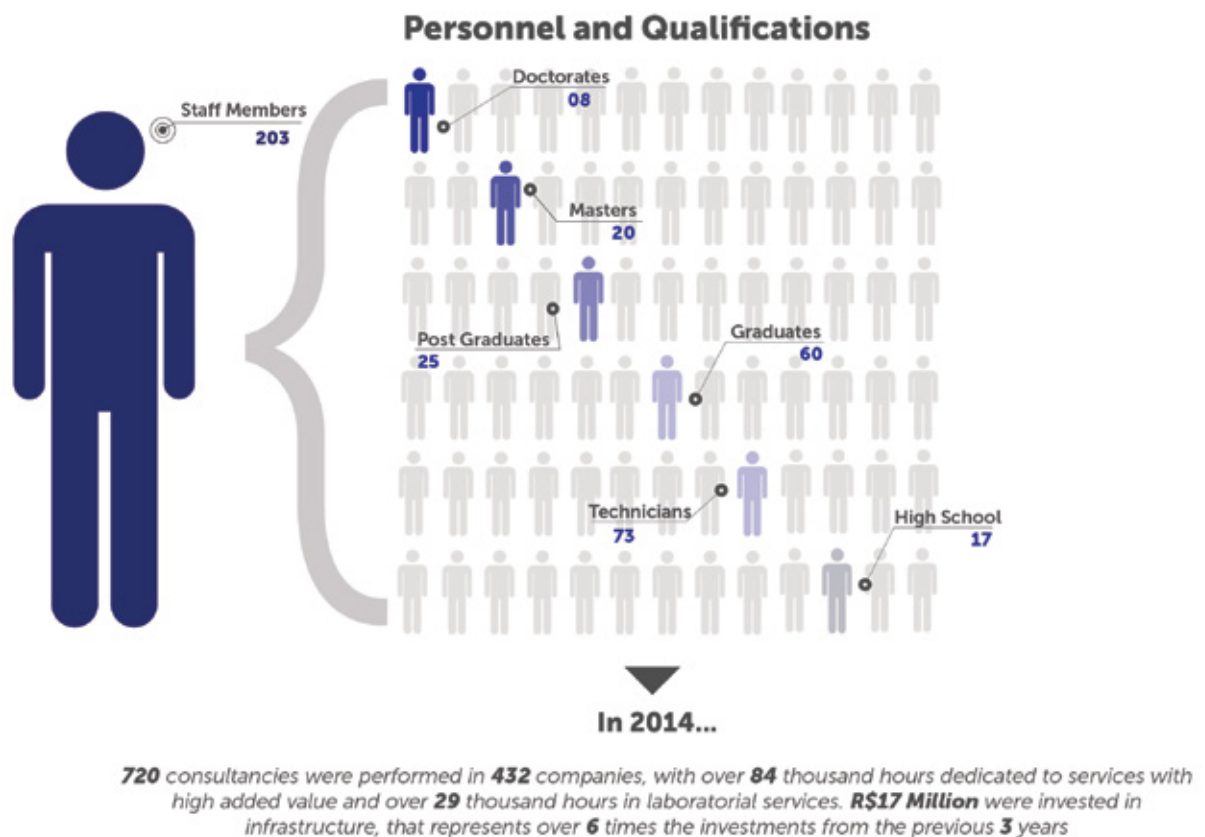 Personnel and Qualifications
Doctorates
08
Staff Members
203
Masters
20
Post Graduates
25
Graduates
60
Technicians
73
High School
17
In 2014...
720 consultancies were performed in 432 companies, with over 84 thousand hours dedicated to services with
high added value and over 29 thousand hours in laboratorial services. R$17 Million were invested in
infrastructure, that represents over 6 times the investments from the previous 3 years